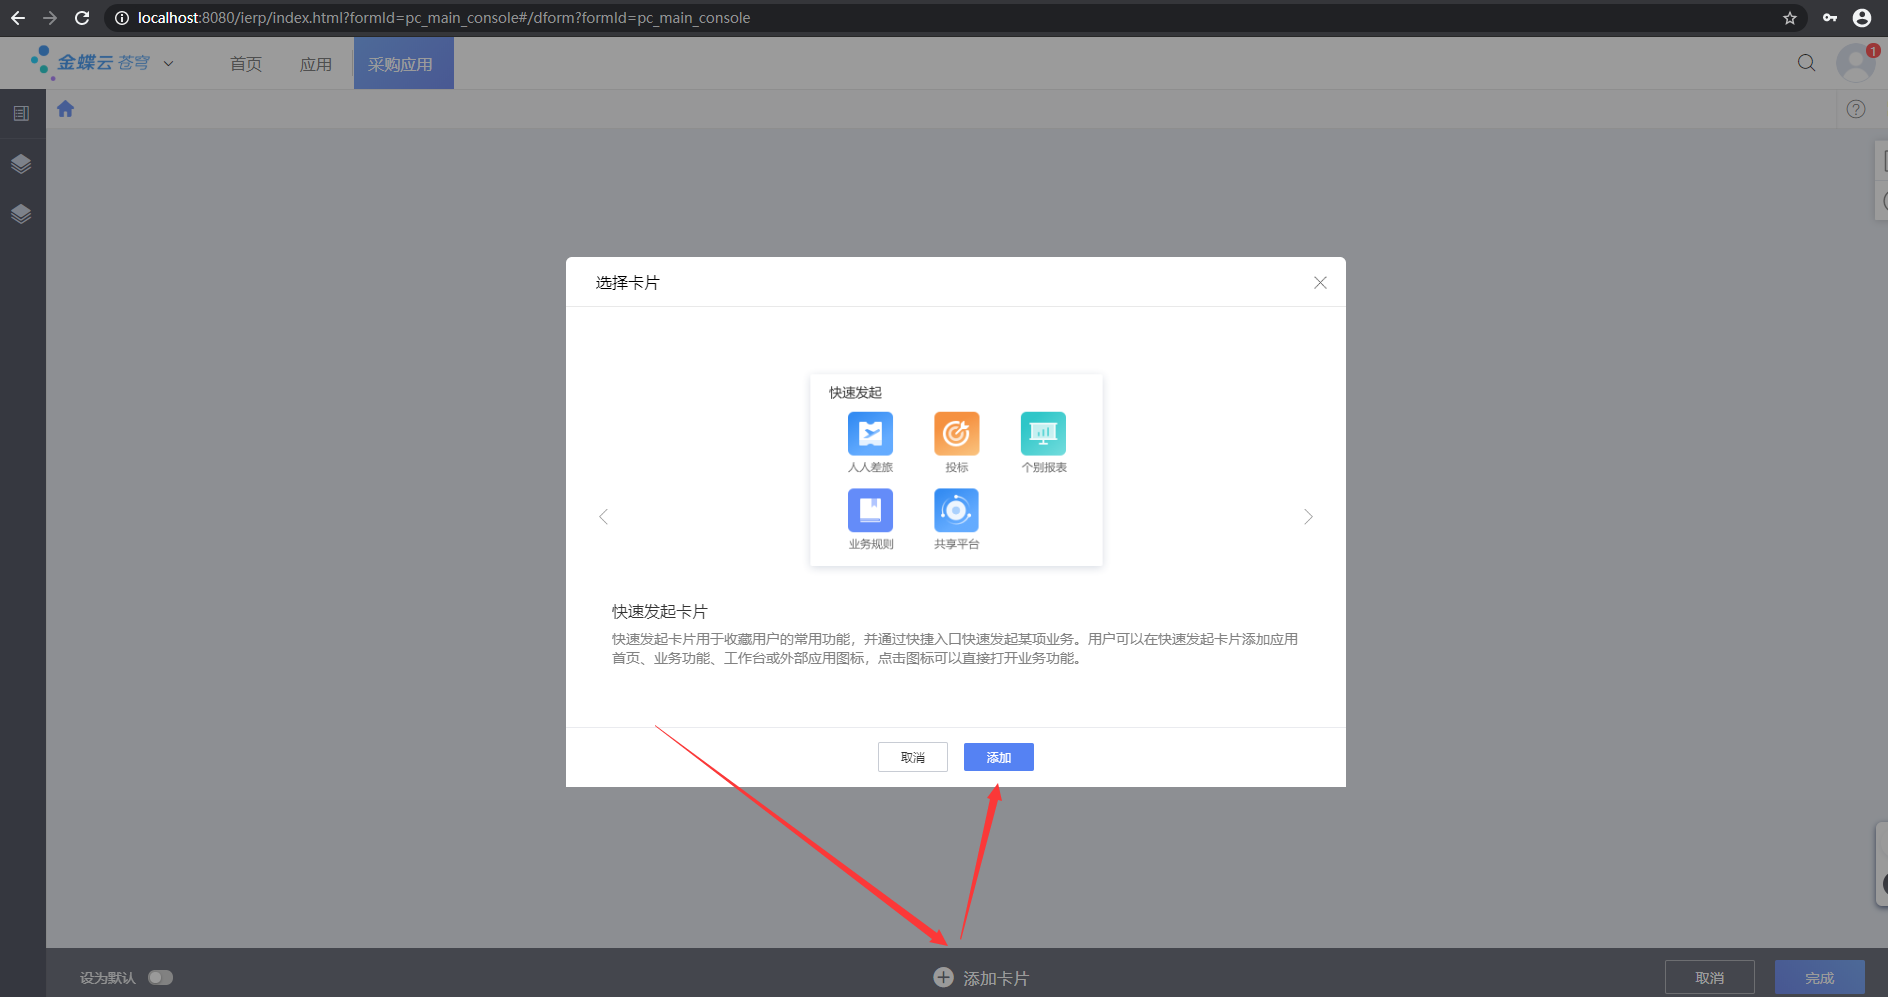 localhost:8080/ierp/index.html?formId=pc_main_console#/dform?formId=pc_main_console
金蝶云 苍穹
首页
应用
采购应用
1
选择卡片
快速发起
人人差旅
投标
个别报表
业务规则
共享平台
快速发起卡片
快速发起卡片用于收藏用户的常用功能，并通过快捷入口快速发起某项业务。用户可以在快速发起卡片添加应用
首页、业务功能、工作台或外部应用图标，点击图标可以直接打开业务功能。
取消
添加
设为默认
添加卡片
取消
完成